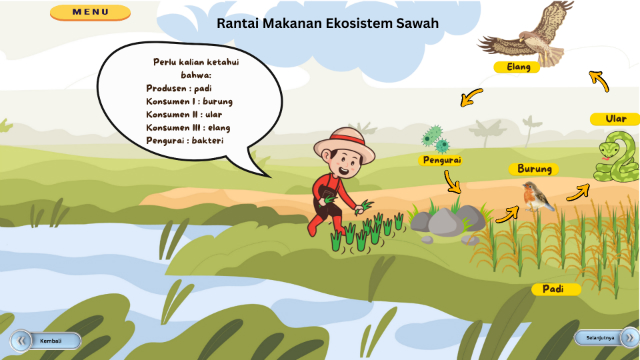 MENU
Rantai Makanan Ekosistem Sawah
Perlu kalian ketahui
bahwa:
Produsen : padi
Konsumen I : burung
Konsumen II : ular
Konsumen III : elang
Pengurai : bakteri
Elang
Ular
Pengurai
Burung
Padi
Kembali
Selanjutnya